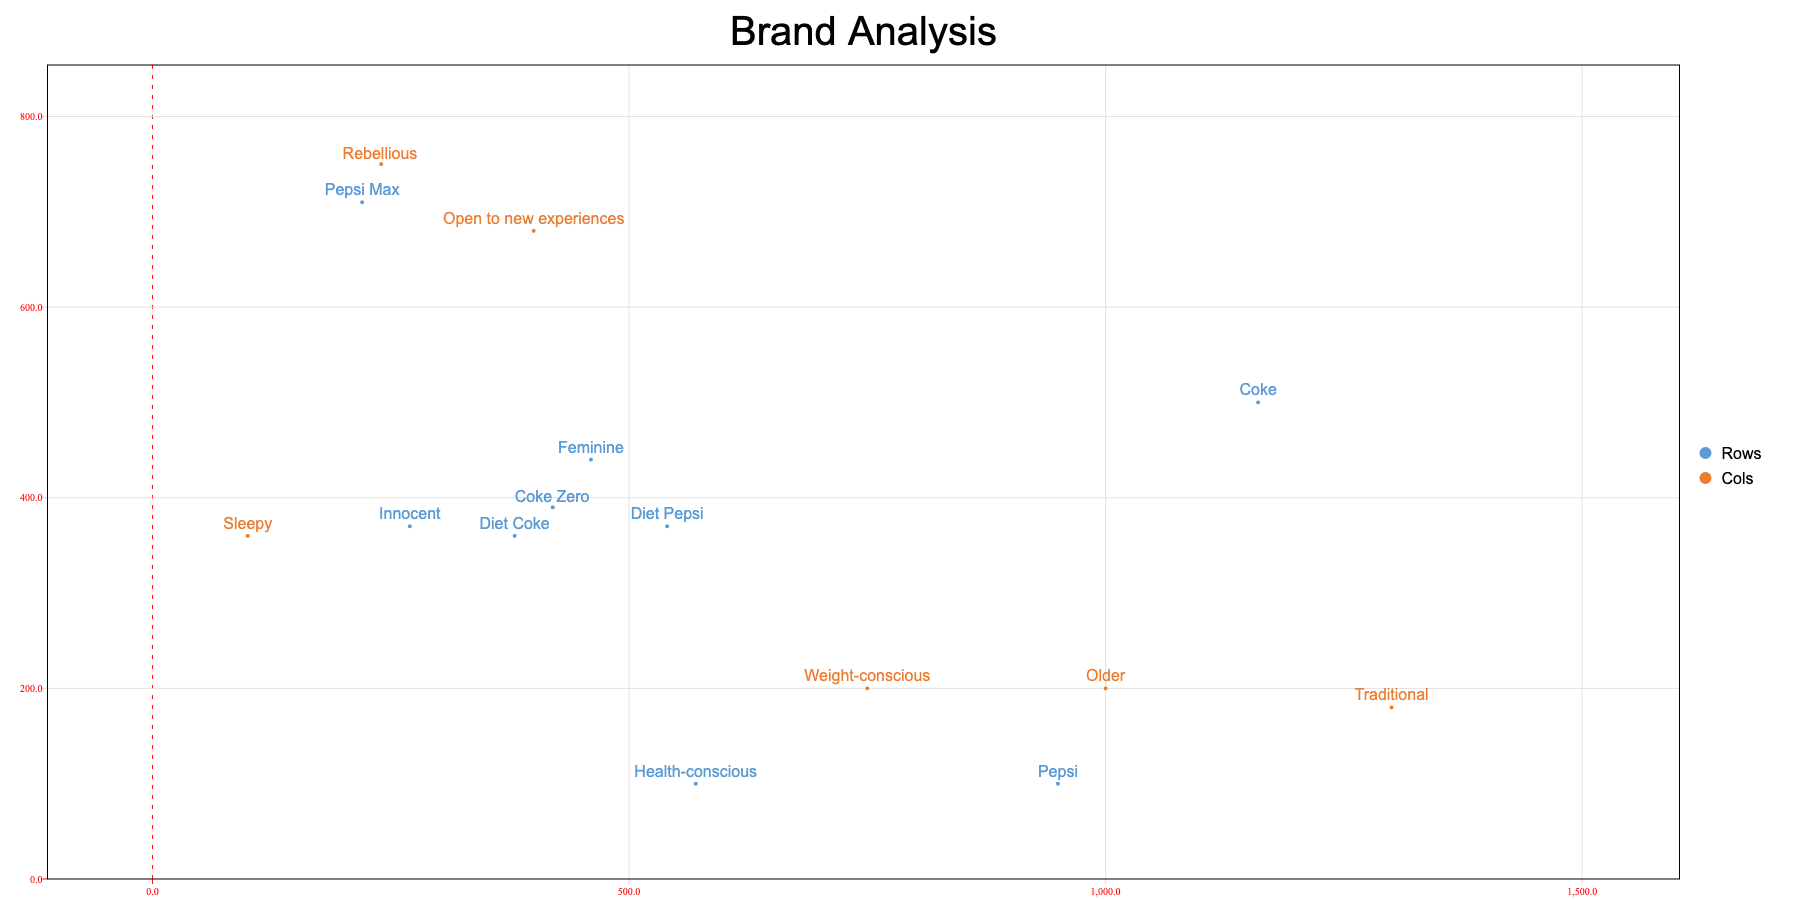 Brand Analysis
800.0
Rebellious
Pepsi Max
Open to new experiences
600.0
Coke
Feminine
Rows
Cols
400.0
Coke Zero
Innocent
Diet Pepsi
Sleepy
Diet Coke
Weight-conscious
Older
200.0
Traditional
Health-conscious
Pepsi
0.0
0.0
500.0
1,000.0
1,500.0